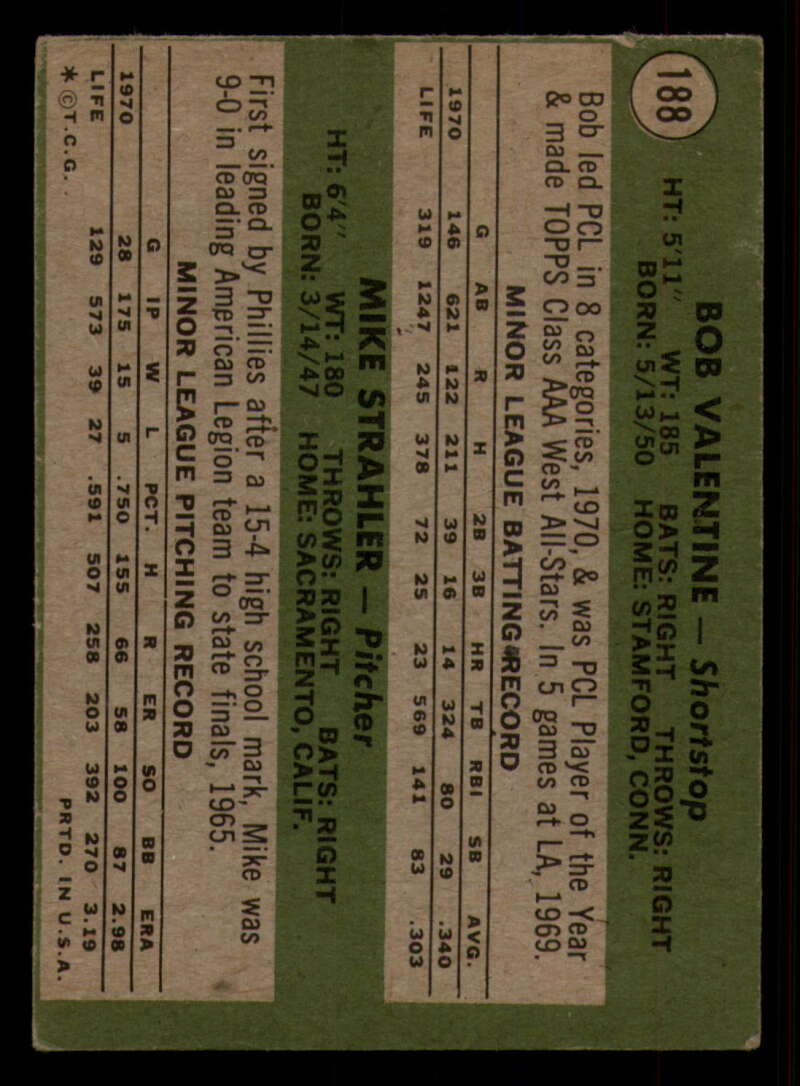 188
BOB VALENTINE — Shortstop
HT: 5'11" WT: 185 BATS: RIGHT THROWS: RIGHT
BORN: 5/13/50 HOME: STAMFORD, CONN.
Bob led PCL in 8 categories, 1970, & was PCL Player of the Year
& made TOPPS Class AAA West All-Stars. In 5 games at LA, 1969.
MINOR LEAGUE BATTING RECORD
G AB R H 2B 3B HR TB RBI SB AVG.
1970 146 621 122 211 39 16 14 324 80 29 .340
LIFE 319 1247 245 378 72 25 23 569 141 83 .303
MIKE STRAHLER — Pitcher
HT: 6'4" WT: 180 THROWS: RIGHT BATS: RIGHT
BORN: 3/14/47 HOME: SACRAMENTO, CALIF.
First signed by Phillies after a 15-4 high school mark, Mike was
9-0 in leading American Legion team to state finals, 1965.
MINOR LEAGUE PITCHING RECORD
G IP W L PCT. H R ER SO BB ERA
1970 28 175 15 5 .750 155 66 58 100 87 2.98
LIFE 129 573 39 27 .591 507 258 203 392 270 3.19
* ©T.C.G. PRTD. IN U.S.A.